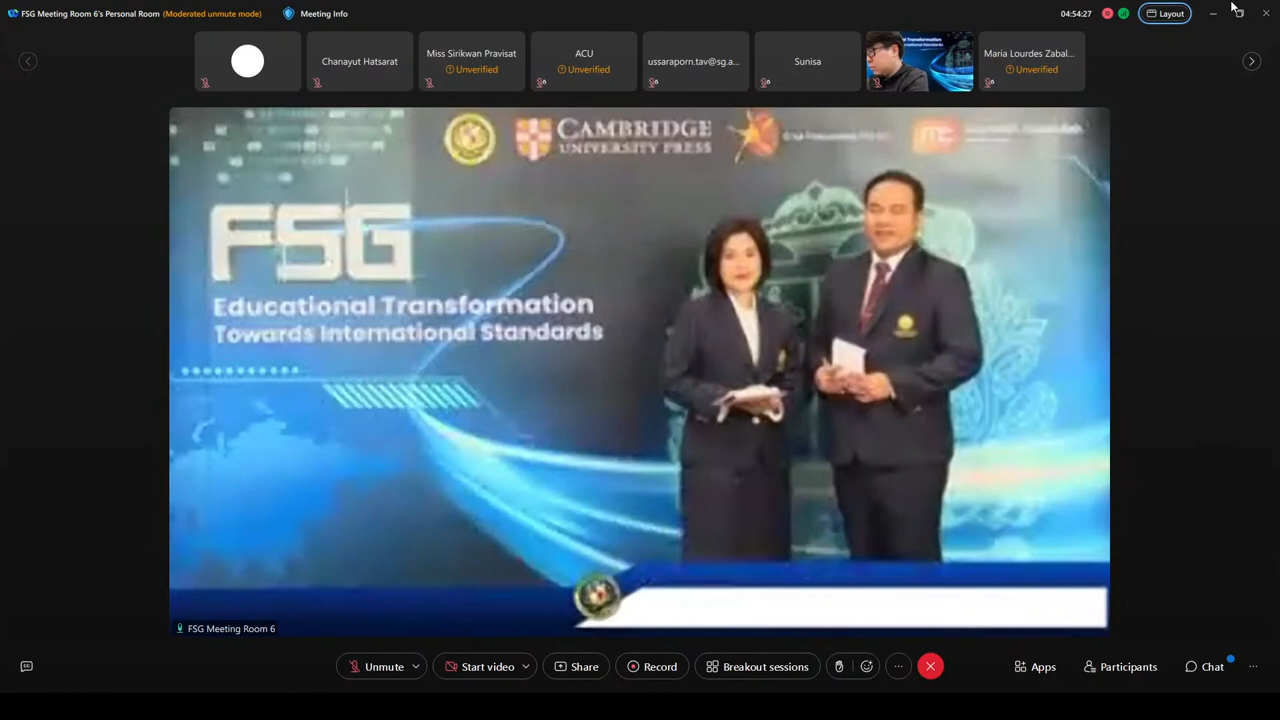 FSG Meeting Room 6's Personal Room (Moderated unmute mode)
Meeting Info
04:54:27
Layout
Chanayut Hatsarat
Miss Sirikwan Pravisat
Unverified
ACU
Unverified
ussaraporn.tav@sg.a...
Sunisa
Maria Lourdes Zabal...
Unverified
CAMBRIDGE
UNIVERSITY PRESS
FSG
Educational Transformation
Towards International Standards
FSG Meeting Room 6
Unmute
Start video
Share
Record
Breakout sessions
Apps
Participants
Chat